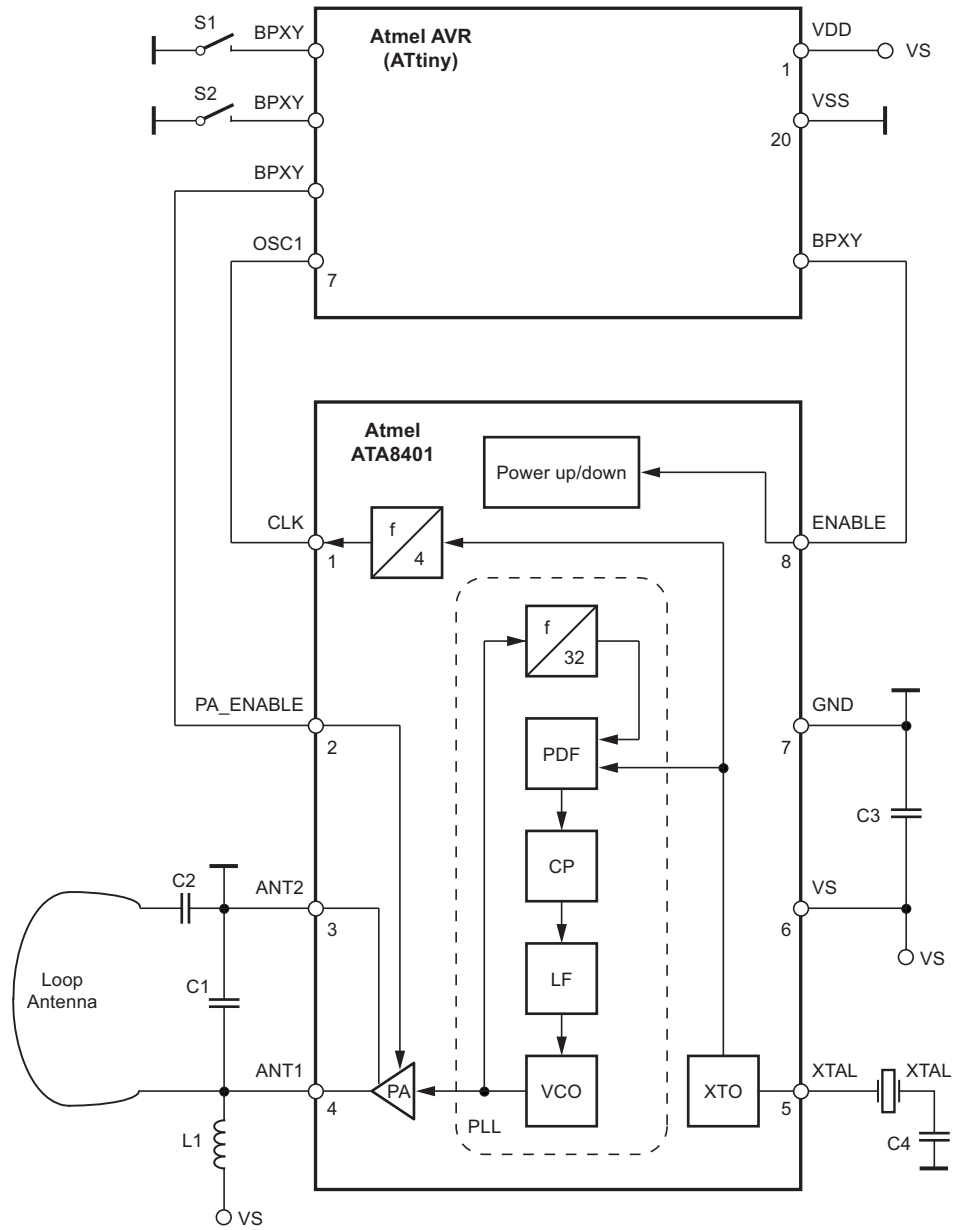 S1
BPXY
Atmel AVR
(ATtiny)
VDD
1
VS
S2
BPXY
VSS
20
BPXY
OSC1
7
BPXY
Atmel
ATA8401
Power up/down
CLK
1
f
4
ENABLE
8
f
32
PA_ENABLE
2
PDF
GND
7
C3
CP
C2
ANT2
3
VS
6
VS
Loop
Antenna
C1
LF
ANT1
4
PA
VCO
PLL
XTO
XTAL
5
XTAL
L1
C4
VS